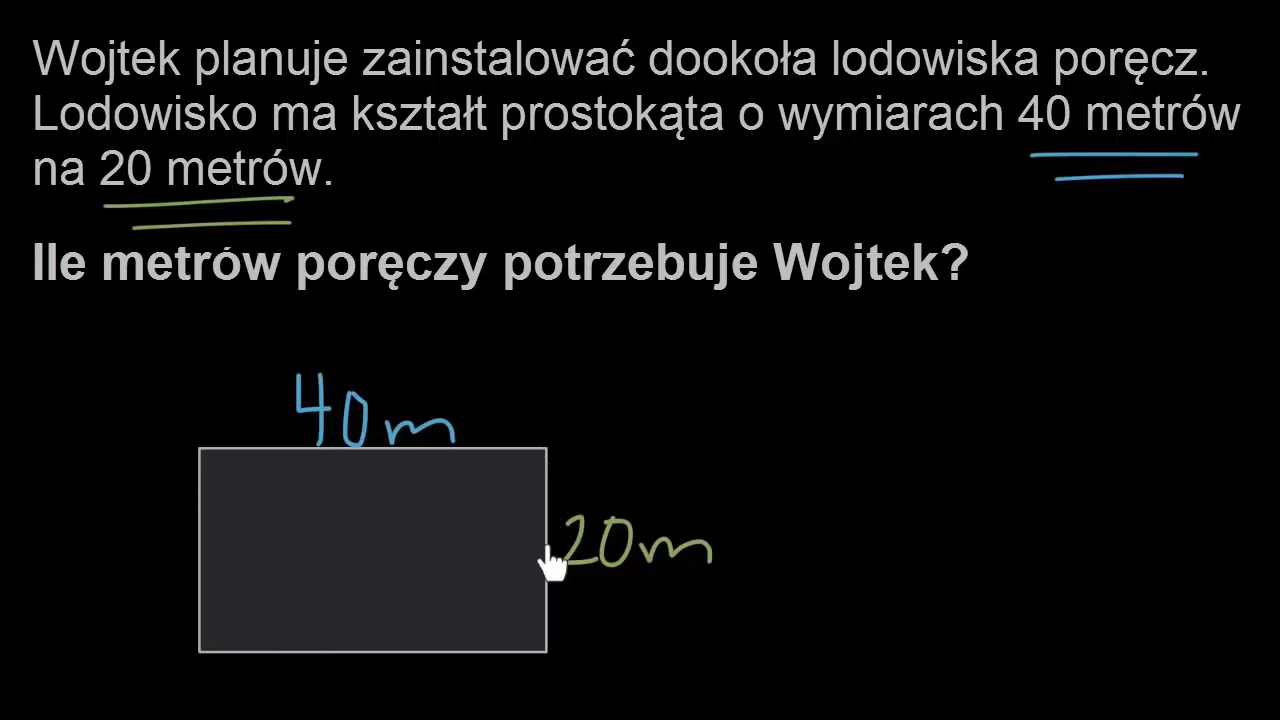 Wojtek planuje zainstalować dookoła lodowiska poręcz.
Lodowisko ma kształt prostokąta o wymiarach 40 metrów
na 20 metrów.
Ile metrów poręczy potrzebuje Wojtek?
40m
20m